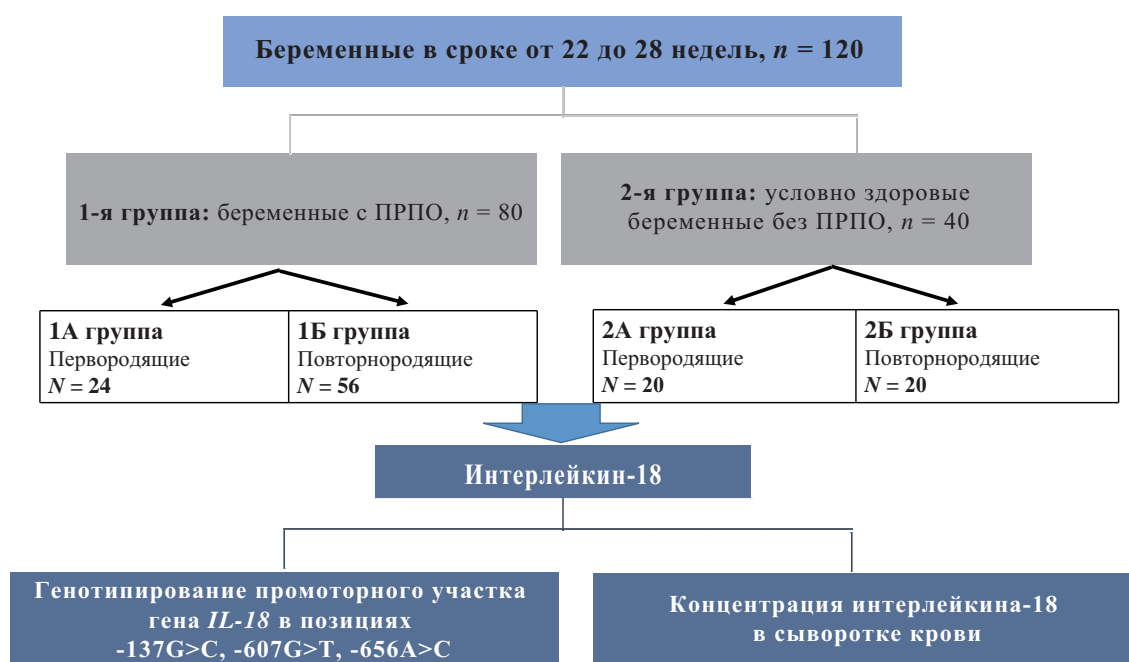 Беременные в сроке от 22 до 28 недель, n = 120
1-я группа: беременные с ПРПО, n = 80
2-я группа: условно здоровые
беременные без ПРПО, n = 40
1А группа
Первородящие
N = 24
1Б группа
Повторнородящие
N = 56
2А группа
Первородящие
N = 20
2Б группа
Повторнородящие
N = 20
Интерлейкин-18
Генотипирование промоторного участка
гена IL-18 в позициях
-137G>C, -607G>T, -656A>C
Концентрация интерлейкина-18
в сыворотке крови